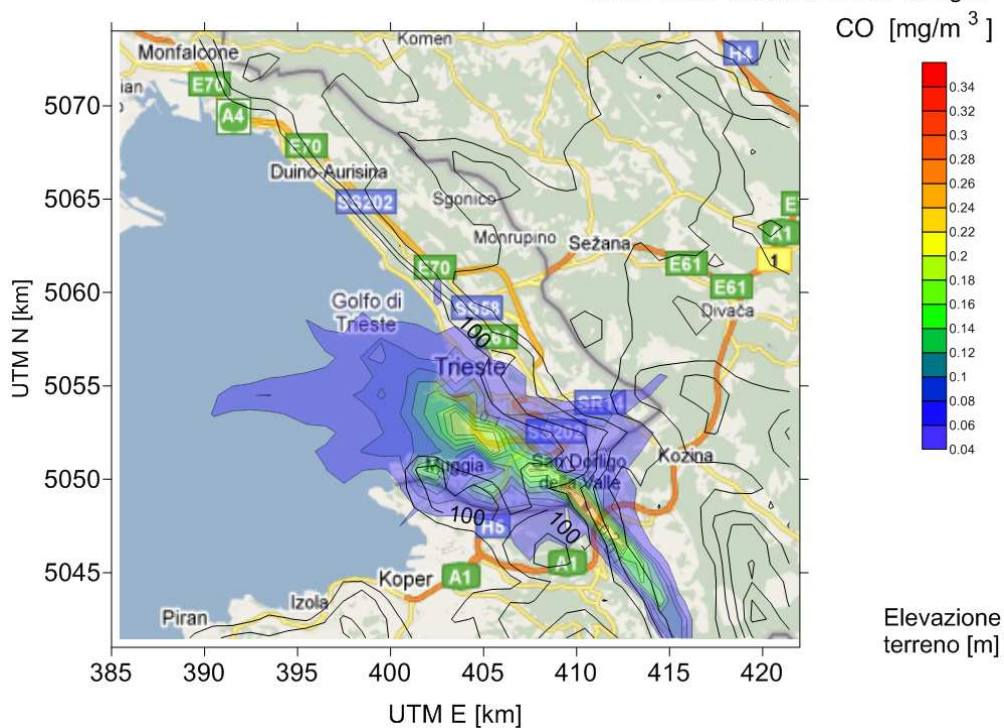 CO [mg/m 3 ]
0.34
0.3
0.28
0.26
0.24
0.22
0.2
0.18
0.16
0.14
0.12
0.1
0.08
0.06
0.04
Elevazione
terreno [m]
UTM N [km]
5070
5065
5060
5055
5050
5045
385
390
395
400
405
410
415
420
UTM E [km]
Monfalcone
Komen
H4
ian
E70
A4
E70
Duino-Aurisina
SS202
Sgonico
Monrupino
Sežana
A1
1
E70
E61
E61
Golfo di
Trieste
SS58
Divača
100
61
Trieste
SR14
SS202
Kozina
Muggia
San Dorligo
della Valle
100
100
H5
Koper
A1
A1
Izola
Piran